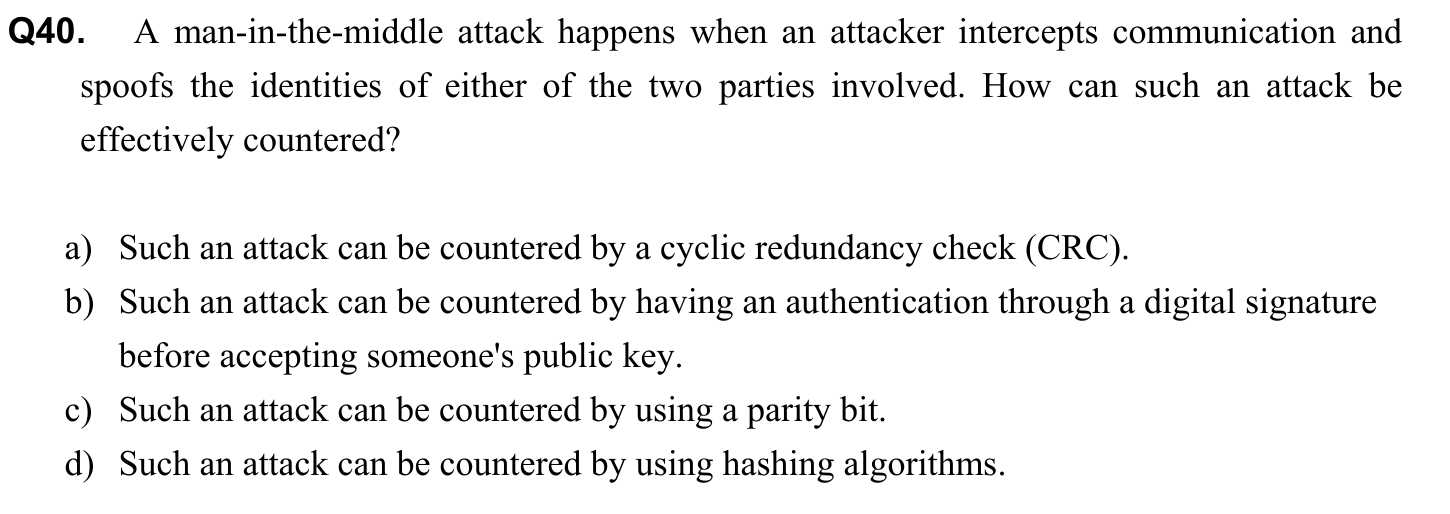 Q40. A man-in-the-middle attack happens when an attacker intercepts communication and
spoofs the identities of either of the two parties involved. How can such an attack be
effectively countered?
a) Such an attack can be countered by a cyclic redundancy check (CRC).
b) Such an attack can be countered by having an authentication through a digital signature
before accepting someone's public key.
c) Such an attack can be countered by using a parity bit.
d) Such an attack can be countered by using hashing algorithms.